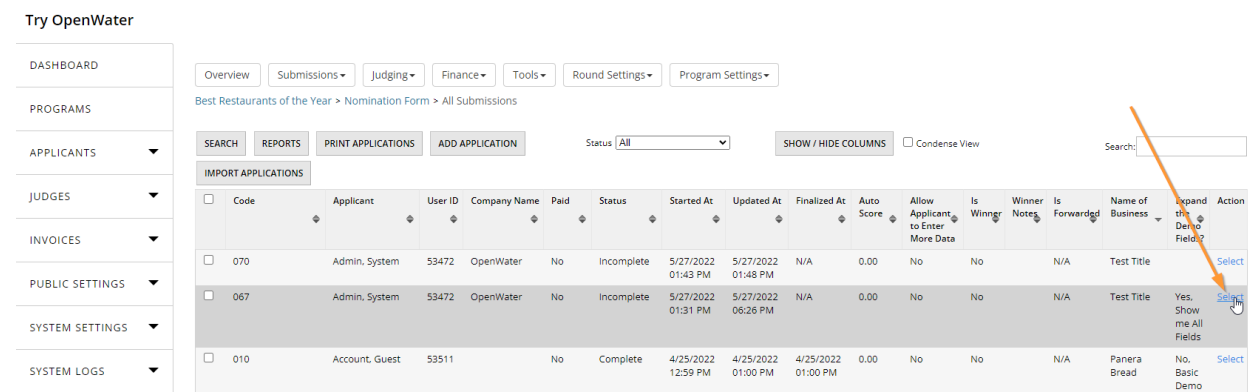 Try OpenWater
DASHBOARD
PROGRAMS
APPLICANTS
JUDGES
INVOICES
PUBLIC SETTINGS
SYSTEM SETTINGS
SYSTEM LOGS
Overview Submissions Judging Finance Tools Round Settings Program Settings
Best Restaurants of the Year > Nomination Form > All Submissions
SEARCH REPORTS PRINT APPLICATIONS ADD APPLICATION Status All SHOW / HIDE COLUMNS Condense View Search:
IMPORT APPLICATIONS
Code Applicant User ID Company Name Paid Status Started At Updated At Finalized At Auto Allow Is Winner Is Name of Expand Action
Score Applicant Winner Notes Forwarded Business the
to Enter Demo
More Data Fields?
070 Admin, System 53472 OpenWater No Incomplete 5/27/2022 5/27/2022 N/A 0.00 No No N/A Test Title Select
01:43 PM 01:48 PM
067 Admin, System 53472 OpenWater No Incomplete 5/27/2022 5/27/2022 N/A 0.00 No No N/A Test Title Yes, Select
01:31 PM 06:26 PM Show
me All
Fields
010 Account, Guest 53511 No Complete 4/25/2022 4/25/2022 4/25/2022 0.00 No No N/A Panera No, Select
12:59 PM 01:00 PM 01:00 PM Bread Basic
Demo